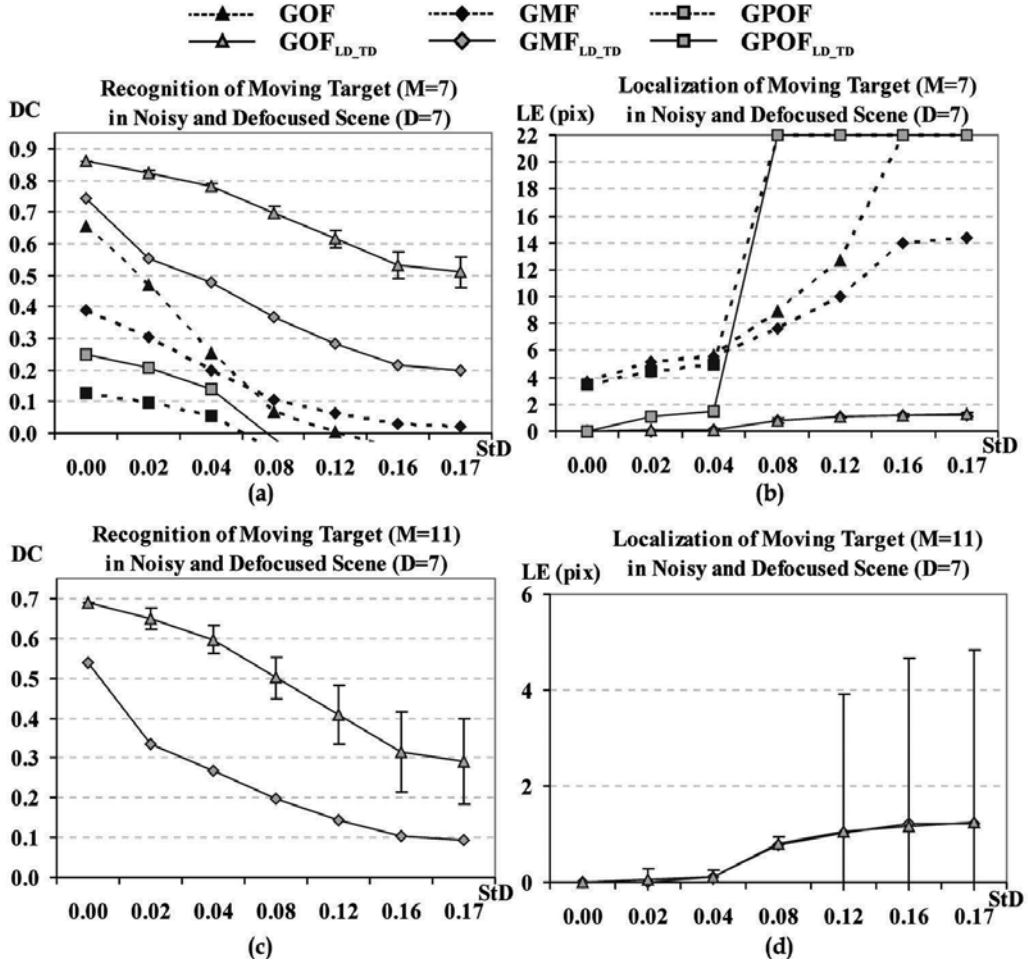 GOF GMF GPOF
GOF_LD_TD GMF_LD_TD GPOF_LD_TD
Recognition of Moving Target (M=7)
in Noisy and Defocused Scene (D=7)
DC
0.9
0.8
0.7
0.6
0.5
0.4
0.3
0.2
0.1
0.0
StD
0.00 0.02 0.04 0.08 0.12 0.16 0.17
(a)
Localization of Moving Target (M=7)
in Noisy and Defocused Scene (D=7)
LE (pix)
22
20
18
16
14
12
10
8
6
4
2
0
StD
0.00 0.02 0.04 0.08 0.12 0.16 0.17
(b)
Recognition of Moving Target (M=11)
in Noisy and Defocused Scene (D=7)
DC
0.7
0.6
0.5
0.4
0.3
0.2
0.1
0.0
StD
0.00 0.02 0.04 0.08 0.12 0.16 0.17
(c)
Localization of Moving Target (M=11)
in Noisy and Defocused Scene (D=7)
LE (pix)
6
4
2
0
StD
0.00 0.02 0.04 0.08 0.12 0.16 0.17
(d)